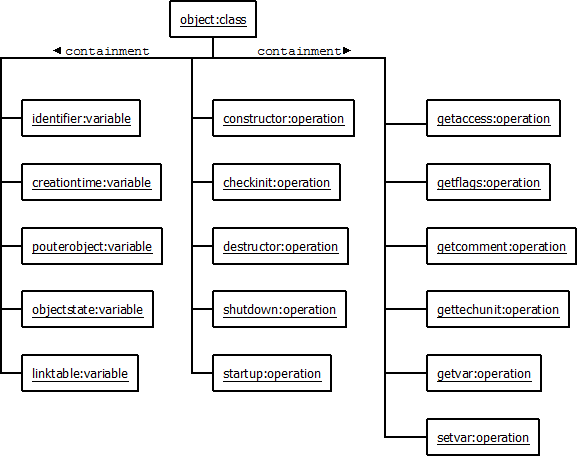 object:class
containment
containment
identifier:variable
creationtime:variable
pouterobject:variable
objectstate:variable
linktable:variable
constructor:operation
checkinit:operation
destructor:operation
shutdown:operation
startup:operation
getaccess:operation
getflags:operation
getcomment:operation
gettechunit:operation
getvar:operation
setvar:operation